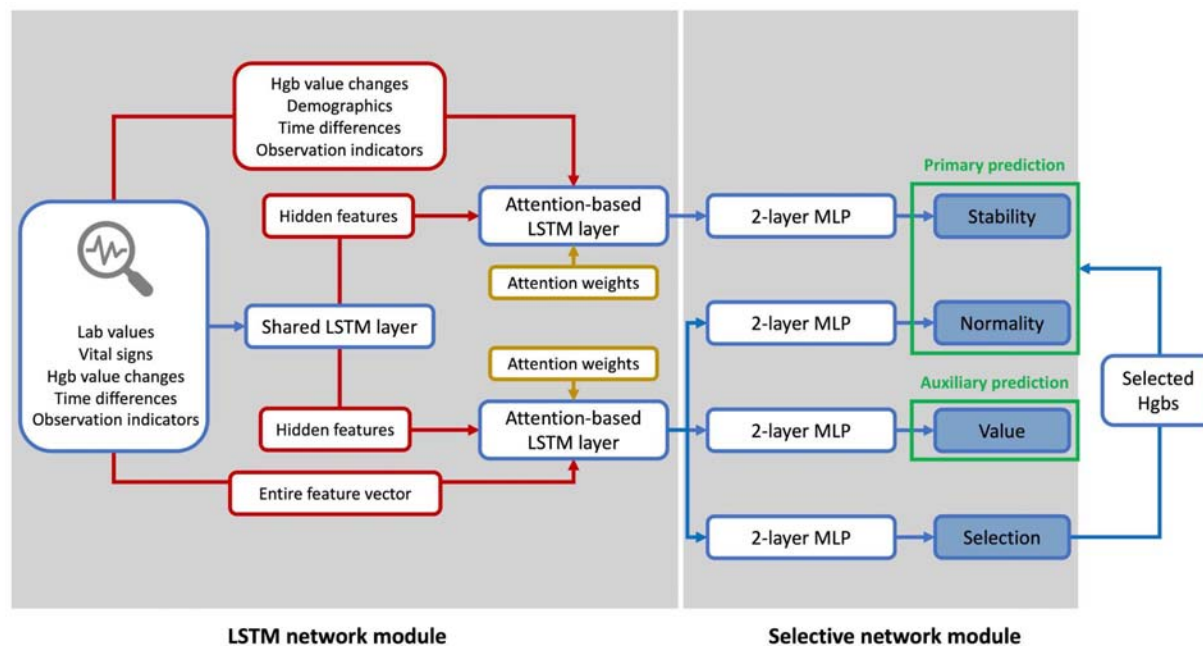 Hgb value changes
Demographics
Time differences
Observation indicators
Primary prediction
Hidden features
Attention-based
LSTM layer
2-layer MLP
Stability
Attention weights
Lab values
Vital signs
Hgb value changes
Time differences
Observation indicators
Shared LSTM layer
2-layer MLP
Normality
Attention weights
Auxiliary prediction
Selected
Hgbs
Hidden features
Attention-based
LSTM layer
2-layer MLP
Value
Entire feature vector
2-layer MLP
Selection
LSTM network module
Selective network module